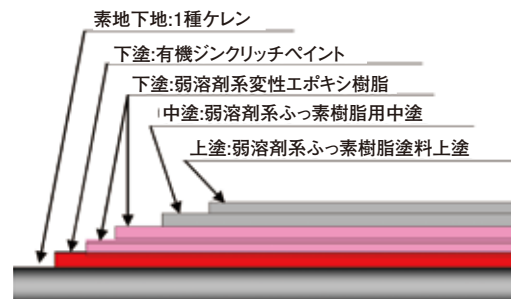 素地下地:1種ケレン
下塗:有機ジンクリッチペイント
下塗:弱溶剤系変性エポキシ樹脂
中塗:弱溶剤系ふっ素樹脂用中塗
上塗:弱溶剤系ふっ素樹脂塗料上塗